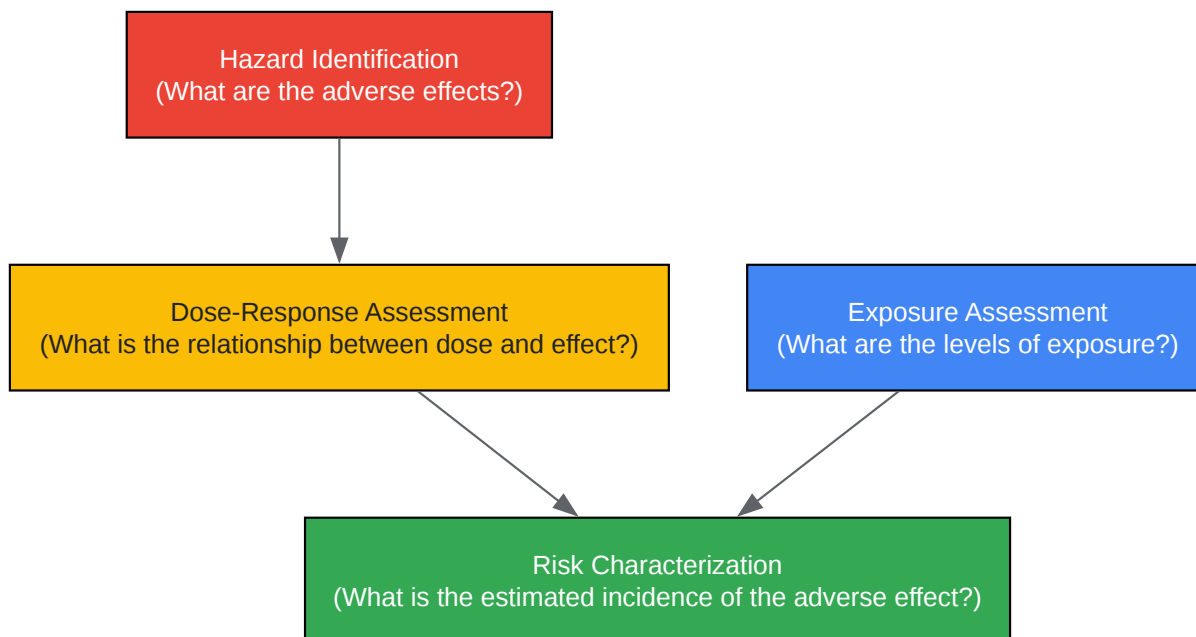 Hazard Identification
(What are the adverse effects?)
Dose-Response Assessment
(What is the relationship between dose and effect?)
Exposure Assessment
(What are the levels of exposure?)
Risk Characterization
(What is the estimated incidence of the adverse effect?)